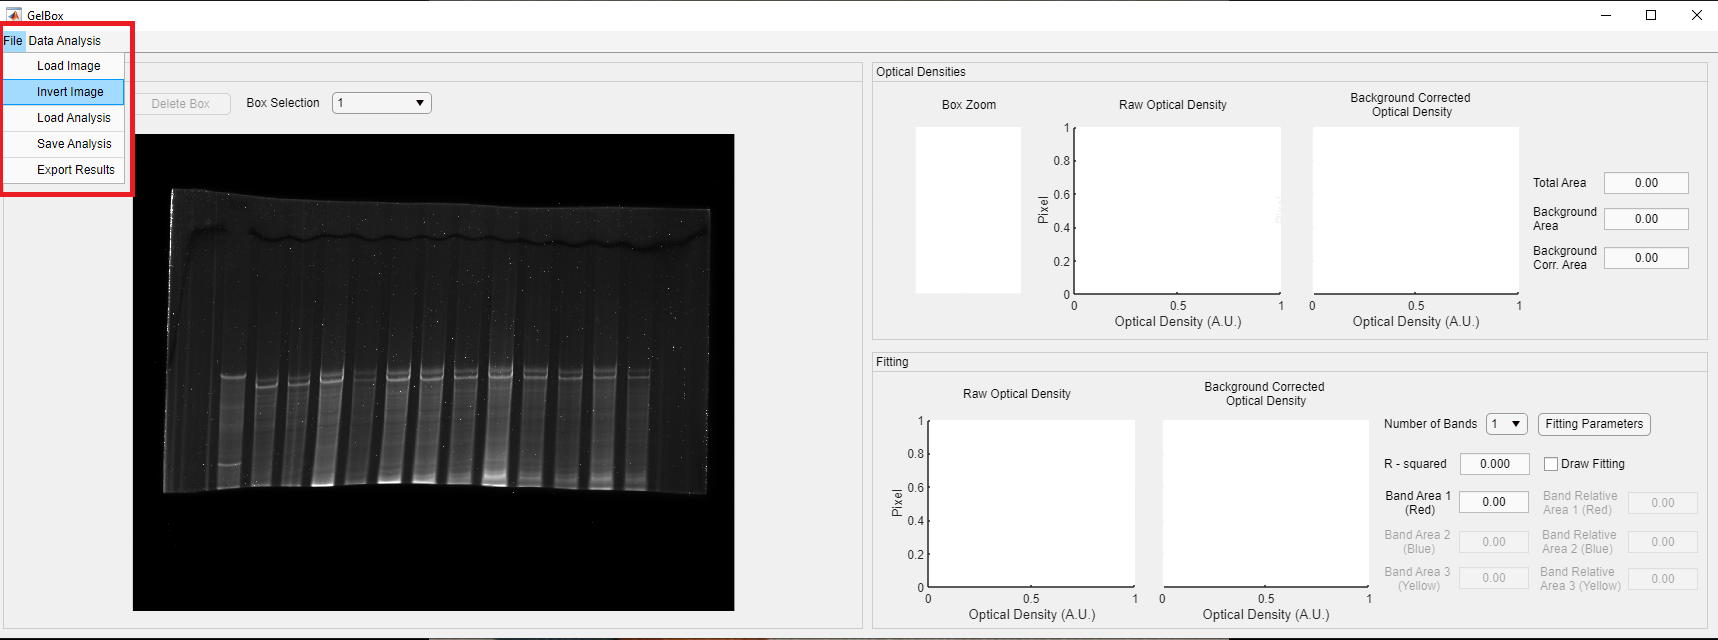 GelBox
File Data Analysis
Load Image
Invert Image
Load Analysis
Save Analysis
Export Results
Delete Box
Box Selection
1
Optical Densities
Box Zoom
Raw Optical Density
Background Corrected
Optical Density
1
0.8
0.6
0.4
0.2
0
Pixel
0 0.5 1
Optical Density (A.U.)
0 0.5 1
Optical Density (A.U.)
Total Area 0.00
Background
Area
0.00
Background
Corr. Area
0.00
Fitting
Raw Optical Density
Background Corrected
Optical Density
1
0.8
0.6
0.4
0.2
0
Pixel
0 0.5 1
Optical Density (A.U.)
0 0.5 1
Optical Density (A.U.)
Number of Bands 1 Fitting Parameters
R - squared 0.000 Draw Fitting
Band Area 1
(Red)
0.00
Band Relative
Area 1 (Red)
0.00
Band Area 2
(Blue)
0.00
Band Relative
Area 2 (Blue)
0.00
Band Area 3
(Yellow)
0.00
Band Relative
Area 3 (Yellow)
0.00